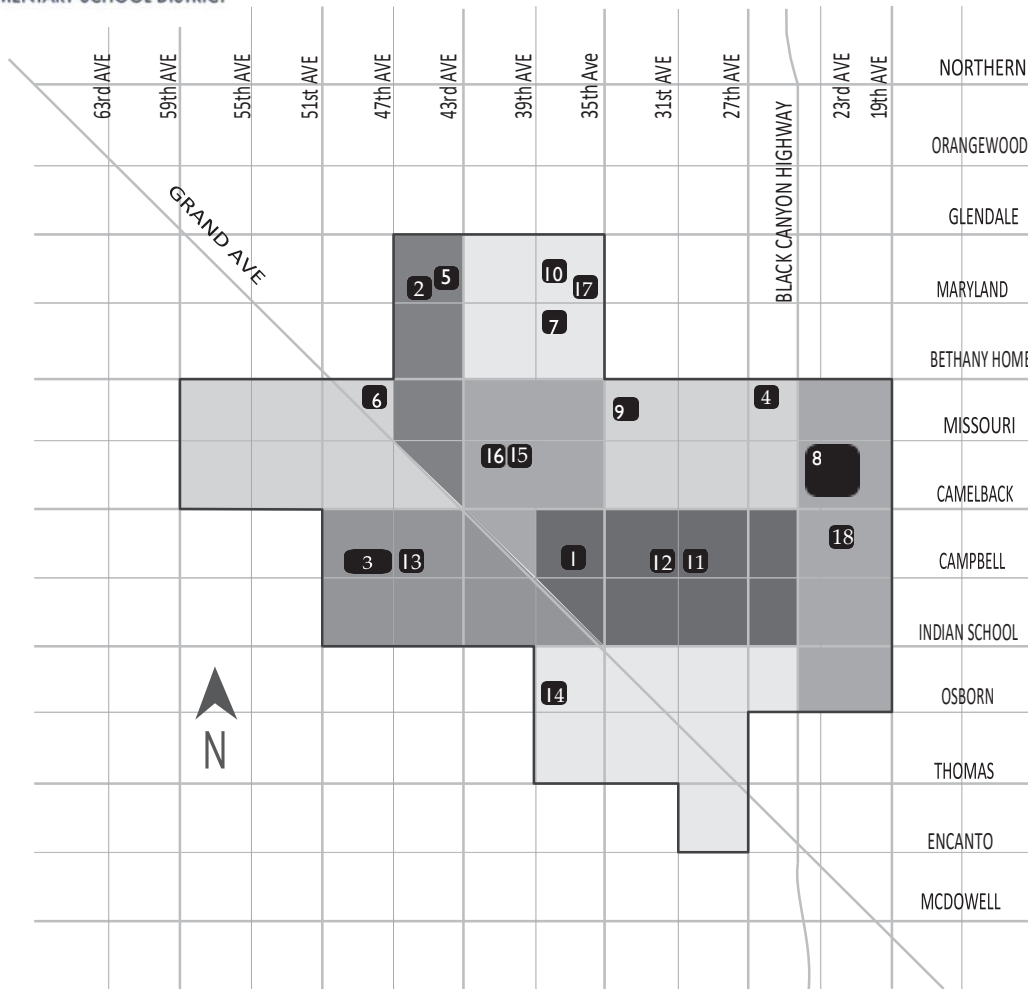 MENTARY SCHOOL DISTRICT
63rd AVE
59th AVE
55th AVE
51st AVE
47th AVE
43rd AVE
39th AVE
35th Ave
31st AVE
27th AVE
BLACK CANYON HIGHWAY
23rd AVE
19th AVE
NORTHERN
ORANGEWOOD
GLENDALE
MARYLAND
BETHANY HOME
MISSOURI
CAMELBACK
CAMPBELL
INDIAN SCHOOL
OSBORN
THOMAS
ENCANTO
MCDOWELL
GRAND AVE
2
5
10
17
7
6
9
4
16
15
8
18
3
13
1
12
11
14
N